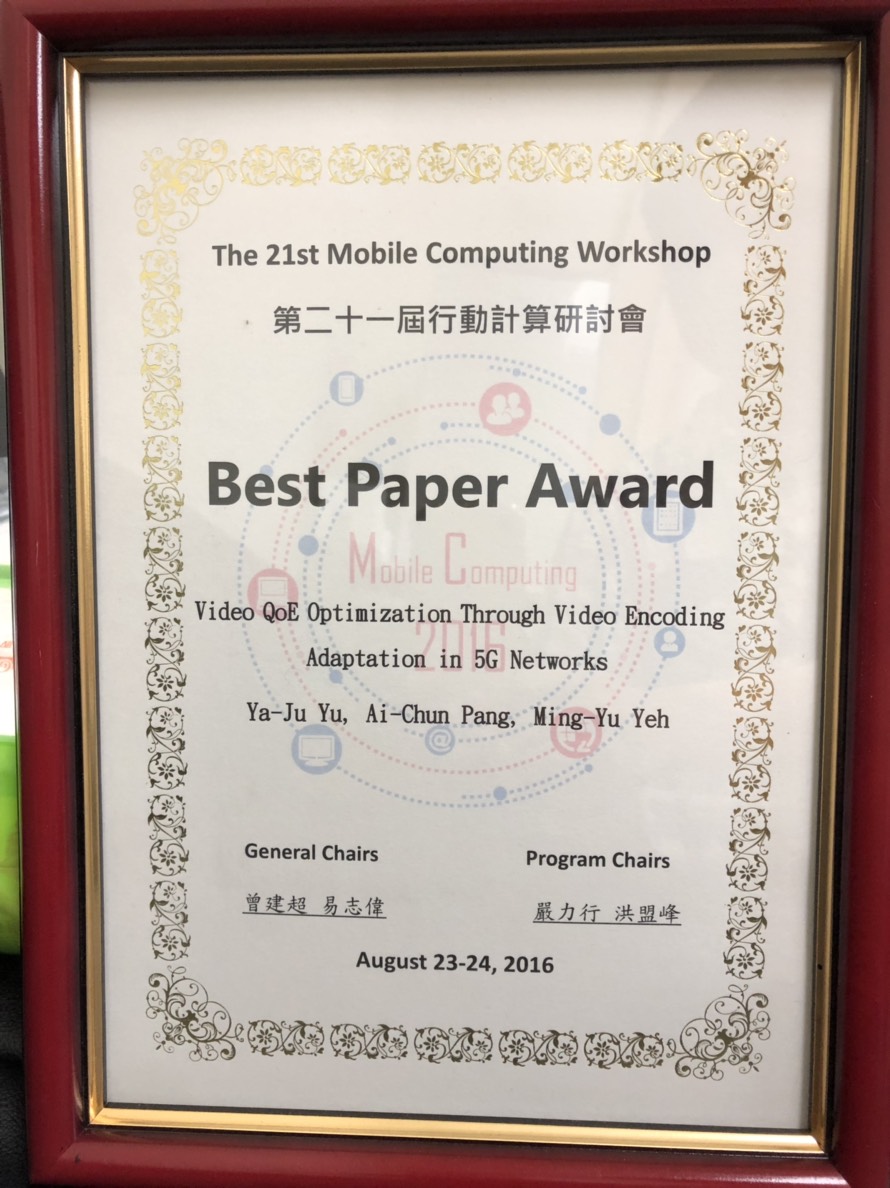 The 21st Mobile Computing Workshop
第二十一屆行動計算研討會
Best Paper Award
Mobile Computing
2016
Video QoE Optimization Through Video Encoding
Adaptation in 5G Networks
Ya-Ju Yu, Ai-Chun Pang, Ming-Yu Yeh
General Chairs
Program Chairs
曾建超 易志偉
嚴力行 洪盟峰
August 23-24, 2016